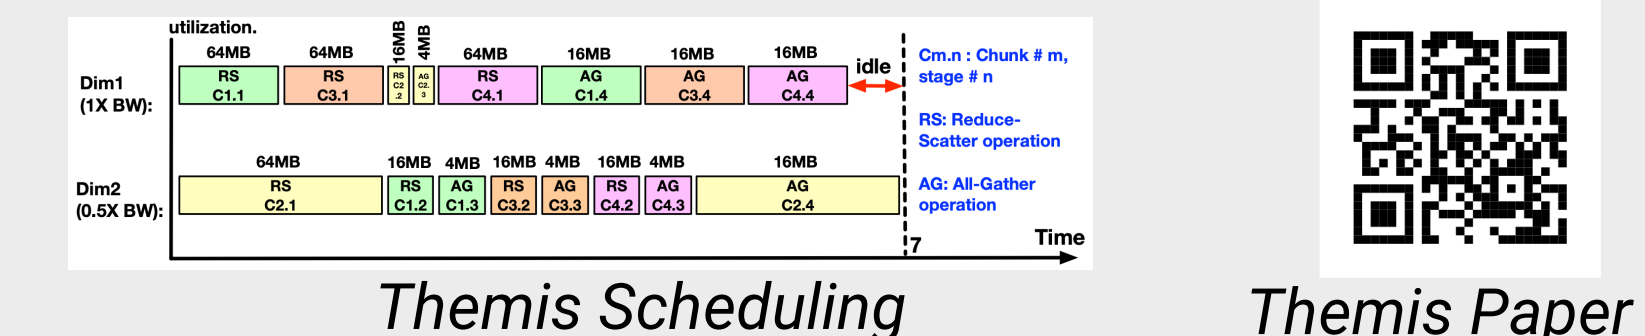 utilization.
64MB 64MB 16MB 4MB 64MB 16MB 16MB 16MB
Dim1
(1X BW):
RS
C1.1
RS
C3.1
RS
C2
.2
AG
C2.
3
RS
C4.1
AG
C1.4
AG
C3.4
AG
C4.4
idle
Cm.n : Chunk # m,
stage # n
RS: Reduce-
Scatter operation
AG: All-Gather
operation
64MB 16MB 4MB 16MB 4MB 16MB 4MB 16MB
Dim2
(0.5X BW):
RS
C2.1
RS
C1.2
AG
C1.3
RS
C3.2
AG
C3.3
RS
C4.2
AG
C4.3
AG
C2.4
7
Time
Themis Scheduling
Themis Paper